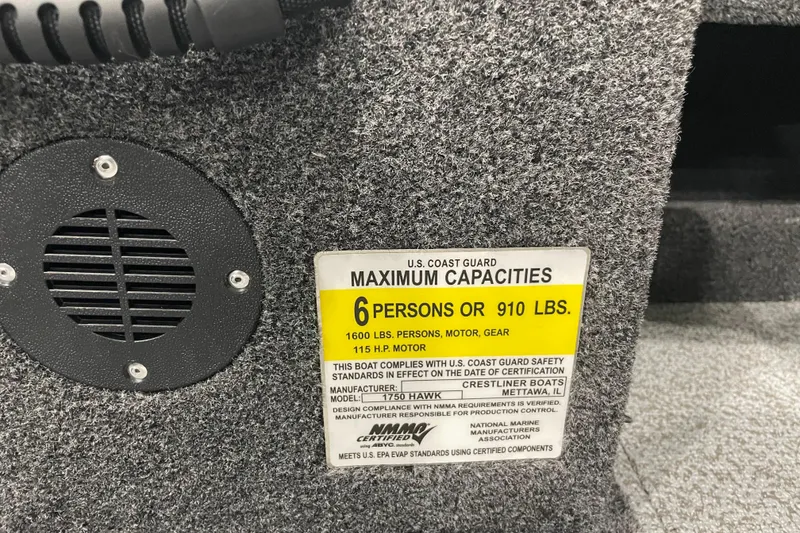 U.S. COAST GUARD
MAXIMUM CAPACITIES
6 PERSONS OR 910 LBS.
1600 LBS. PERSONS, MOTOR, GEAR
115 H.P. MOTOR
THIS BOAT COMPLIES WITH U.S. COAST GUARD SAFETY
STANDARDS IN EFFECT ON THE DATE OF CERTIFICATION
MANUFACTURER: CRESTLINER BOATS
METTAWA, IL
MODEL: 1750 HAWK
DESIGN COMPLIANCE WITH NMMA REQUIREMENTS IS VERIFIED.
MANUFACTURER RESPONSIBLE FOR PRODUCTION CONTROL.
NMMA
CERTIFIED
using ABYC standards
NATIONAL MARINE
MANUFACTURERS
ASSOCIATION
MEETS U.S. EPA EVAP STANDARDS USING CERTIFIED COMPONENTS